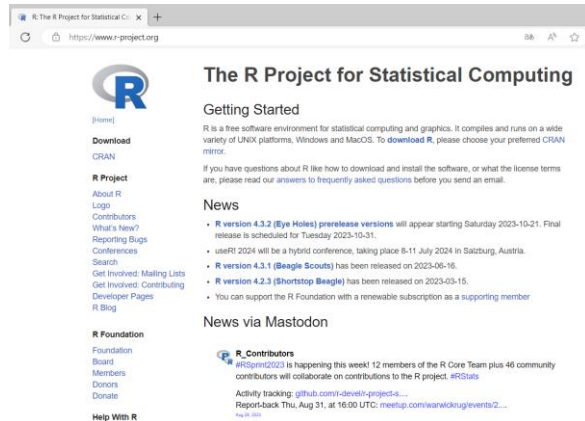 R: The R Project for Statistical Co
https://www.r-project.org
R
[Home]
Download
CRAN
R Project
About R
Logo
Contributors
What's New?
Reporting Bugs
Conferences
Search
Get Involved: Mailing Lists
Get Involved: Contributing
Developer Pages
R Blog
R Foundation
Foundation
Board
Members
Donors
Donate
Help With R
The R Project for Statistical Computing
Getting Started
R is a free software environment for statistical computing and graphics. It compiles and runs on a wide
variety of UNIX platforms, Windows and MacOS. To download R, please choose your preferred CRAN
mirror.
If you have questions about R like how to download and install the software, or what the license terms
are, please read our answers to frequently asked questions before you send an email.
News
• R version 4.3.2 (Eye Holes) prerelease versions will appear starting Saturday 2023-10-21. Final
release is scheduled for Tuesday 2023-10-31.
• useR! 2024 will be a hybrid conference, taking place 8-11 July 2024 in Salzburg, Austria.
• R version 4.3.1 (Beagle Scouts) has been released on 2023-06-16.
• R version 4.2.3 (Shortstop Beagle) has been released on 2023-03-15.
• You can support the R Foundation with a renewable subscription as a supporting member
News via Mastodon
R_Contributors
#RSprint2023 is happening this week! 12 members of the R Core Team plus 46 community
contributors will collaborate on contributions to the R project. #RStats
Activity tracking: github.com/r-devel/r-project-s....
Report-back Thu, Aug 31, at 16:00 UTC: meetup.com/warwickrug/events/2....